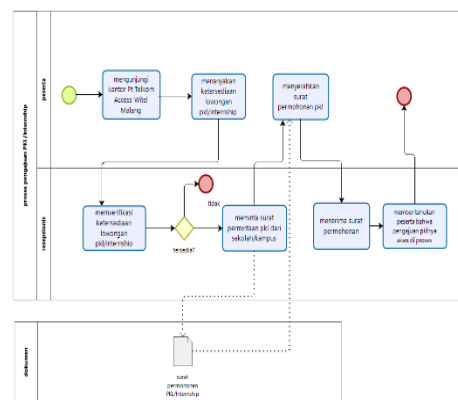 proses pengajuan PKL/Internship
peserta
mengunjungi
kantor Pt Telkom
Access Witel
Malang
menanyakan
ketersediaan
lowongan
pkl/internship
menyerahkan
surat
permohonan pkl
resepsionis
memverifikasi
ketersediaan
lowongan
pkl/internship
tersedia?
tidak
meminta surat
permintaan pkl dari
sekolah/kampus
menerima surat
permohonan
memberitahukan
peserta bahwa
pengajuan pklnya
akan di proses
dokumen
surat
permohonan
PKL/Internship